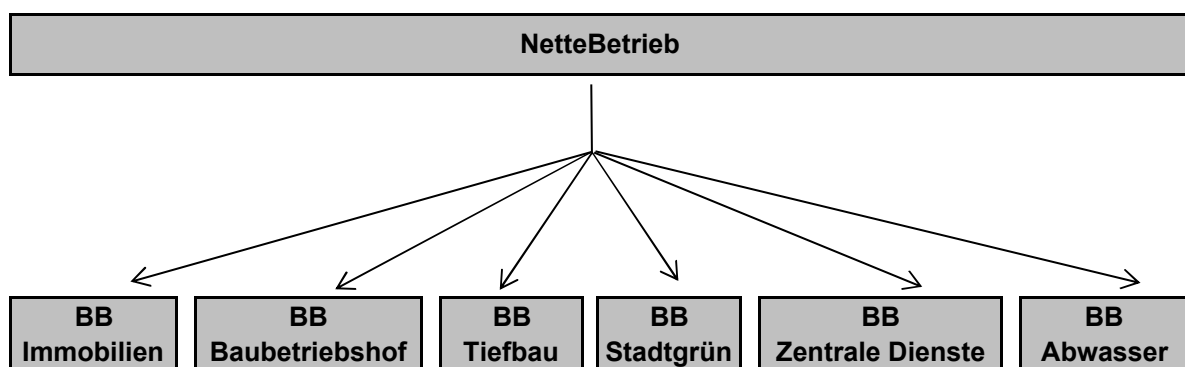 NetteBetrieb
BB
Immobilien
BB
Baubetriebshof
BB
Tiefbau
BB
Stadtgrün
BB
Zentrale Dienste
BB
Abwasser